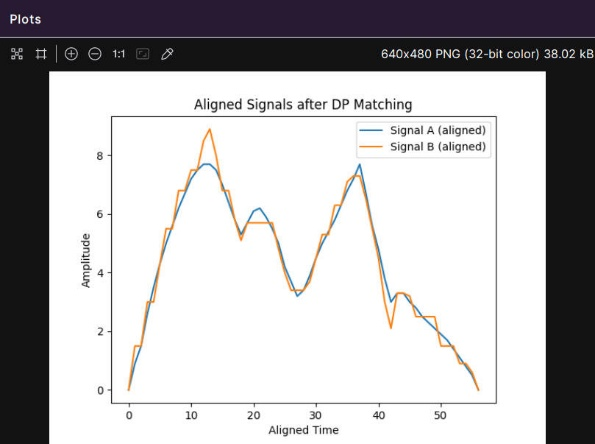 Plots
1:1
640x480 PNG (32-bit color) 38.02 kB
Aligned Signals after DP Matching
Signal A (aligned)
Signal B (aligned)
Amplitude
8
6
4
2
0
0 10 20 30 40 50
Aligned Time